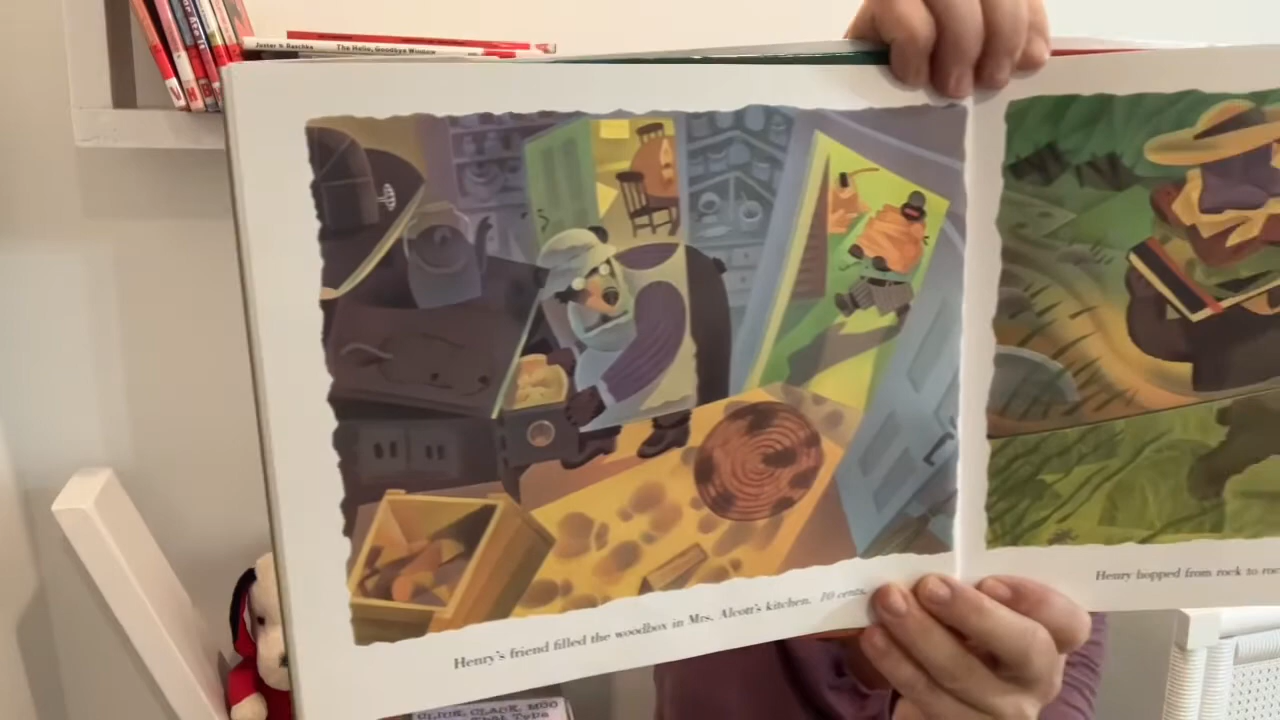 Juster & Raschka The Hello, Goodbye Window
Henry's friend filled the woodbox in Mrs. Alcott's kitchen. 10 cents.
Henry hopped from rock to roc
CLICK, CLACK, MOO